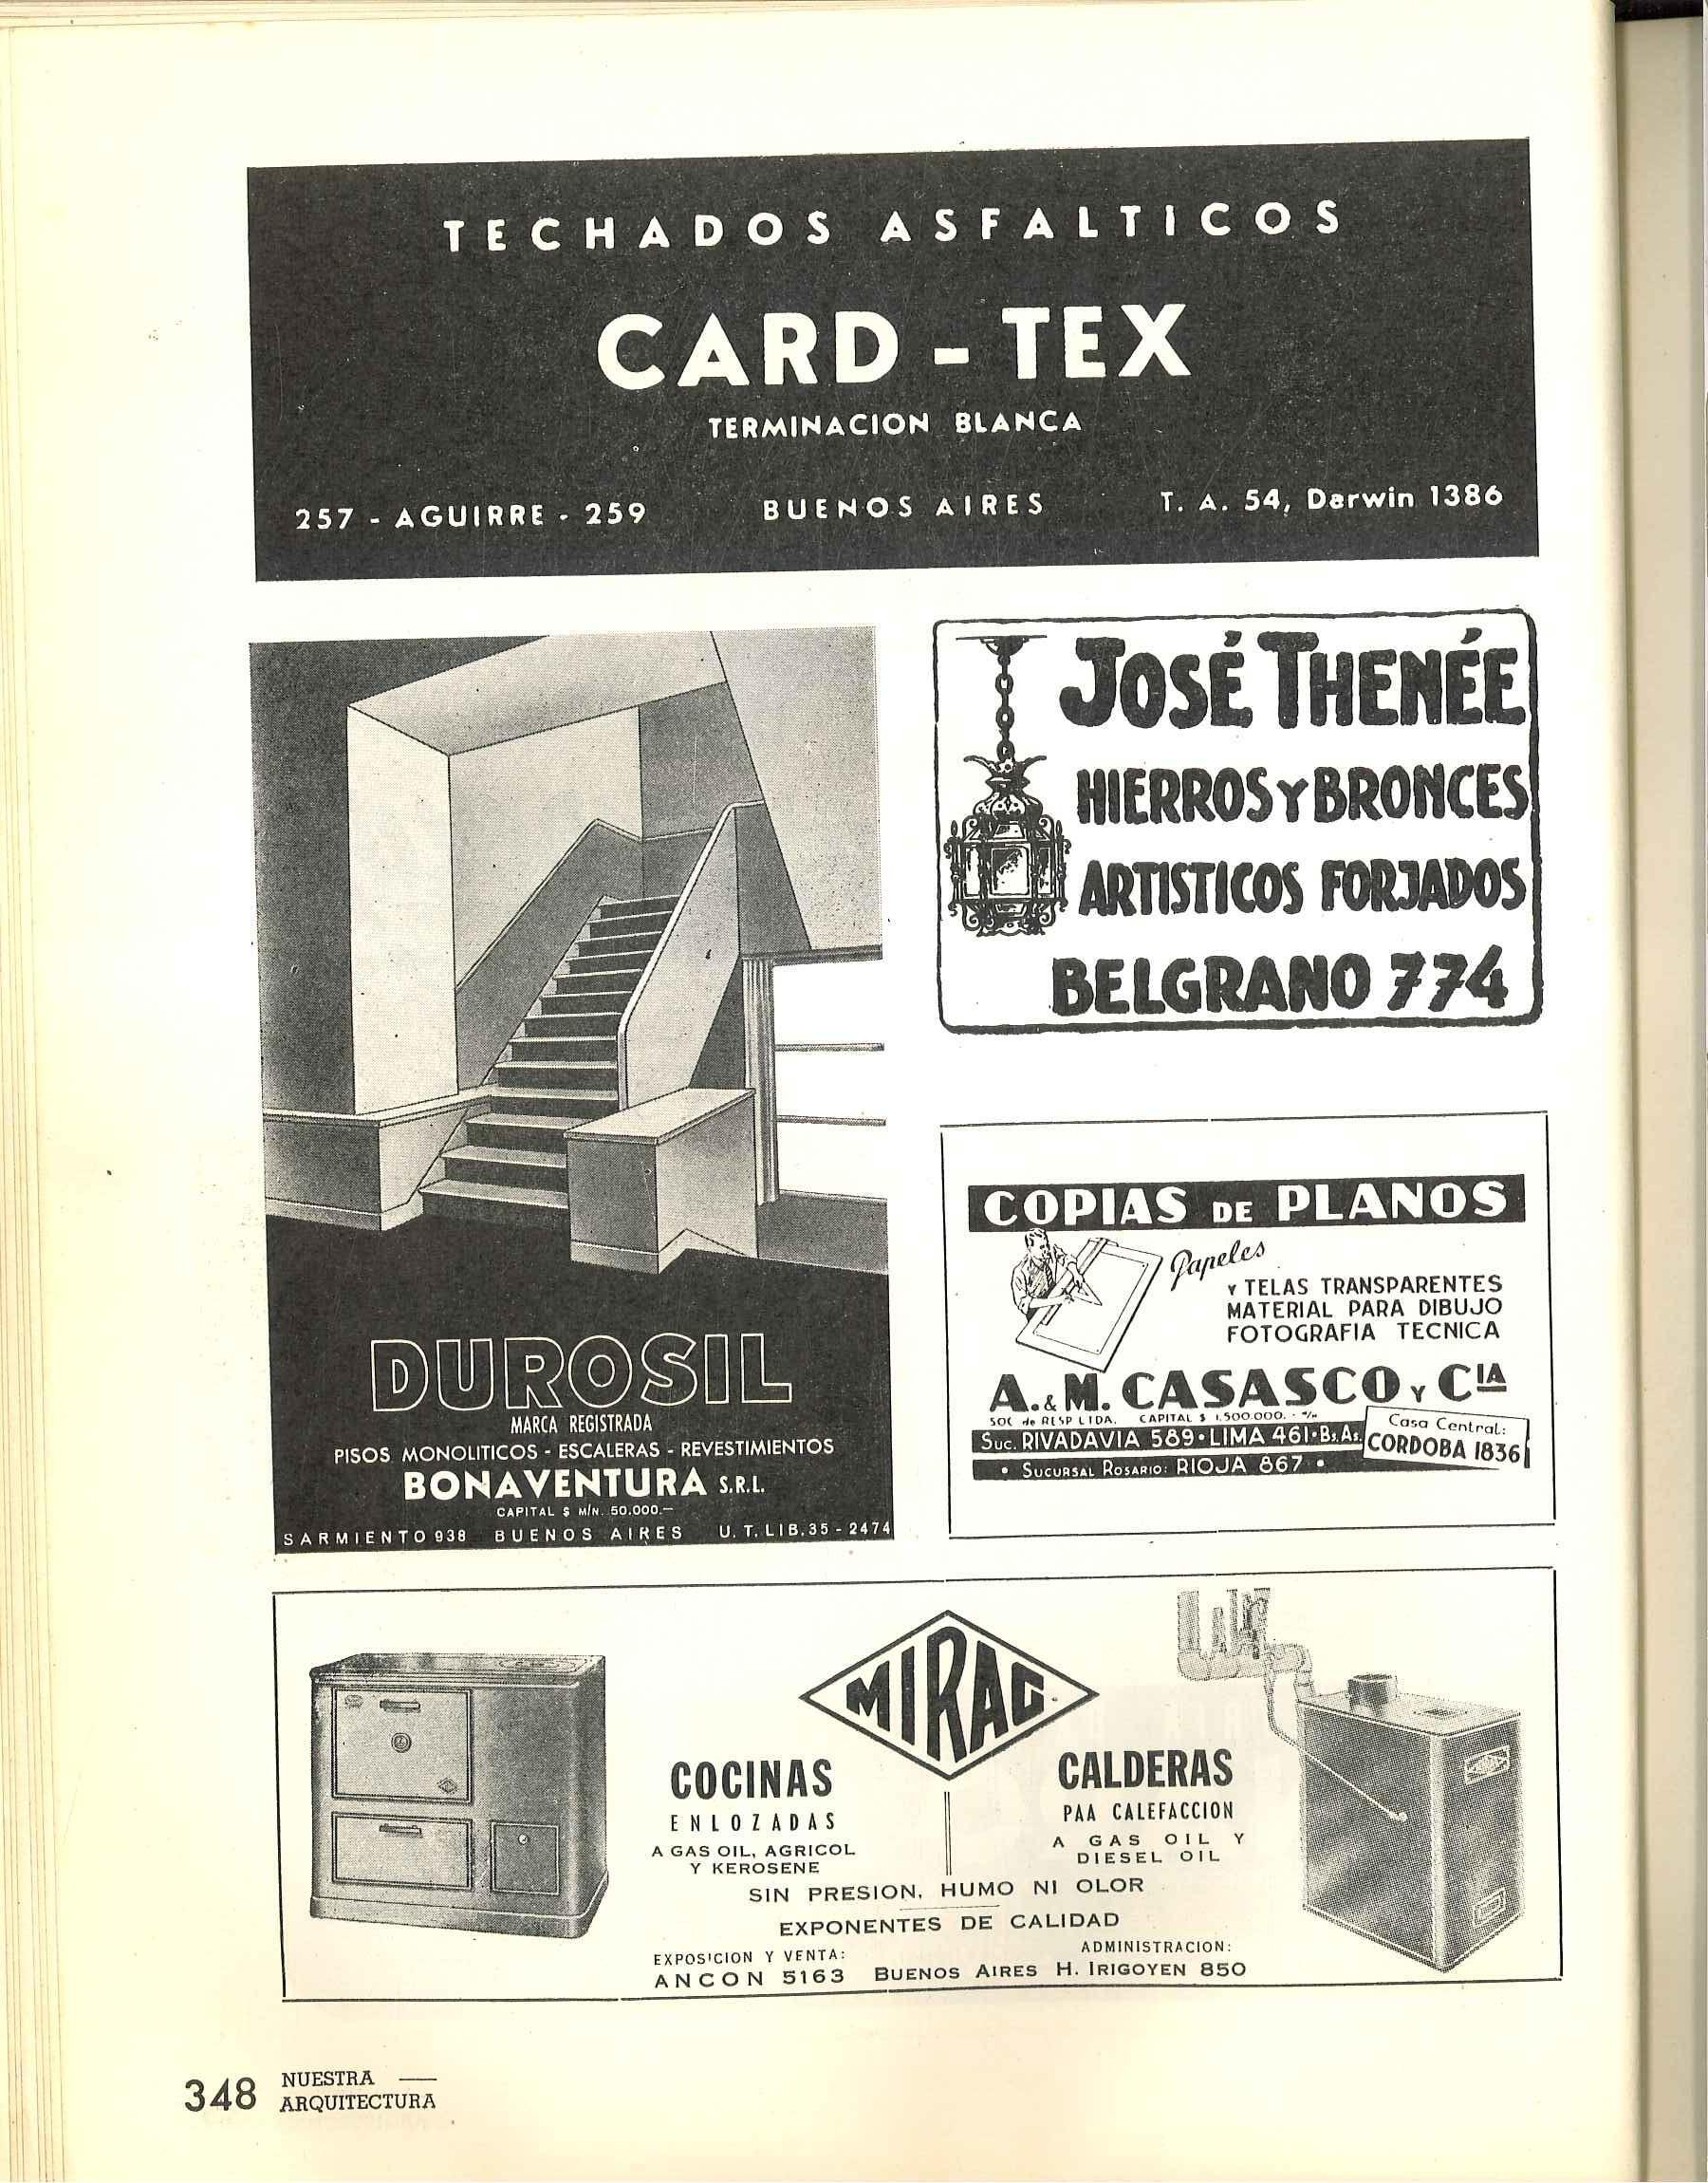 TECHADOS ASFALTICOS
CARD - TEX
TERMINACION BLANCA
257 - AGUIRRE - 259 BUENOS AIRES T. A. 54, Darwin 1386
JOSÉ THENÉE
HIERROS Y BRONCES
ARTISTICOS FORJADOS
BELGRANO 774
DUROSIL
MARCA REGISTRADA
PISOS MONOLITICOS - ESCALERAS - REVESTIMIENTOS
BONAVENTURA S.R.L.
CAPITAL $ M/N. 50.000.—
SARMIENTO 938 BUENOS AIRES U. T. LIB. 35 - 2474
COPIAS DE PLANOS
Papeles
Y TELAS TRANSPARENTES
MATERIAL PARA DIBUJO
FOTOGRAFIA TECNICA
A. & M. CASASCO Y CIA
SOC de RESP LTDA. CAPITAL $ 1.500.000.-
SUC. RIVADAVIA 589 • LIMA 461 • Bs. As.
Casa Central:
CORDOBA 1836
• SUCURSAL ROSARIO: RIOJA 867 •
MIRAG
COCINAS
ENLOZADAS
A GAS OIL, AGRICOL
Y KEROSENE
CALDERAS
PAA CALEFACCION
A GAS OIL Y
DIESEL OIL
SIN PRESION, HUMO NI OLOR
EXPONENTES DE CALIDAD
EXPOSICION Y VENTA: ADMINISTRACION:
ANCON 5163 BUENOS AIRES H. IRIGOYEN 850
348 NUESTRA —
ARQUITECTURA